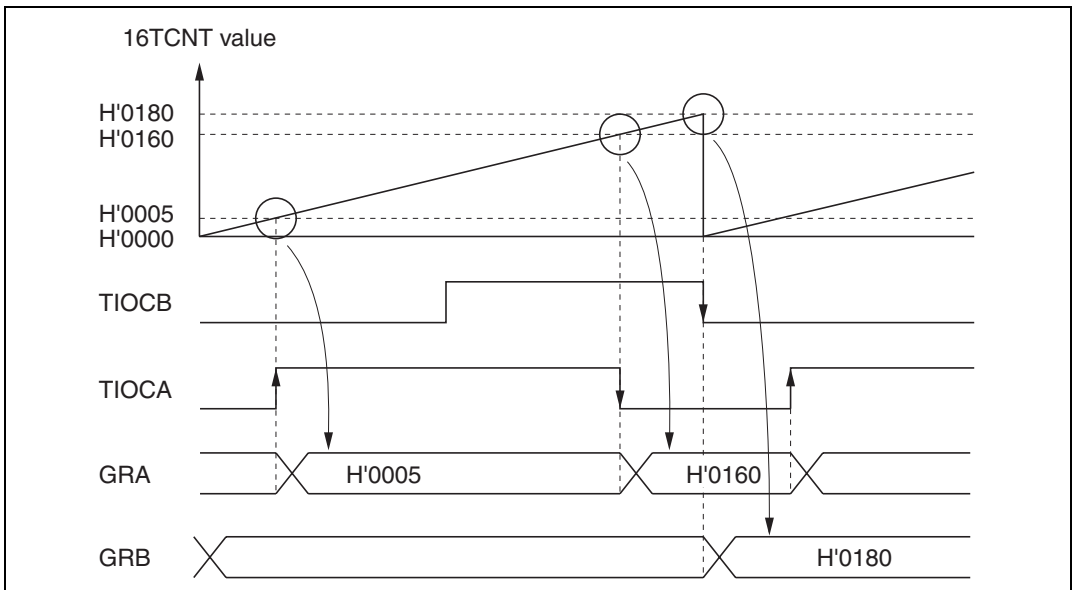 16TCNT value
H'0180
H'0160
H'0005
H'0000
TIOCB
TIOCA
GRA H'0005 H'0160
GRB H'0180